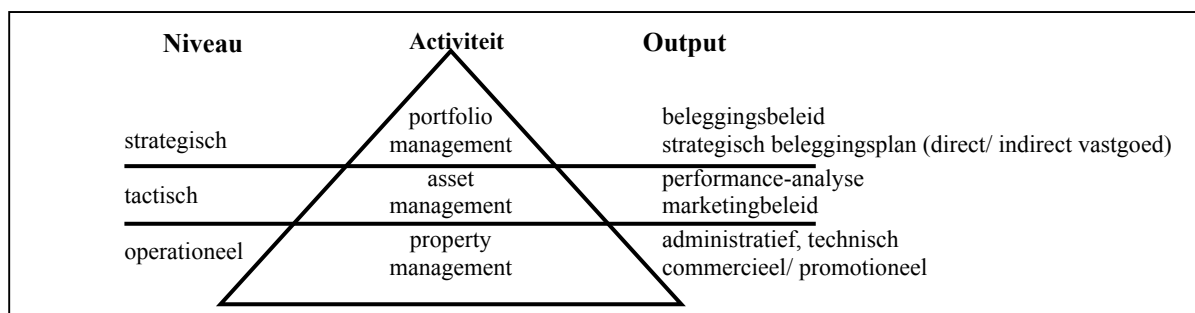 Niveau Activiteit Output
portfolio beleggingsbeleid
strategisch management strategisch beleggingsplan (direct/ indirect vastgoed)
asset performance-analyse
tactisch management marketingbeleid
operationeel property administratief, technisch
management commercieel/ promotioneel